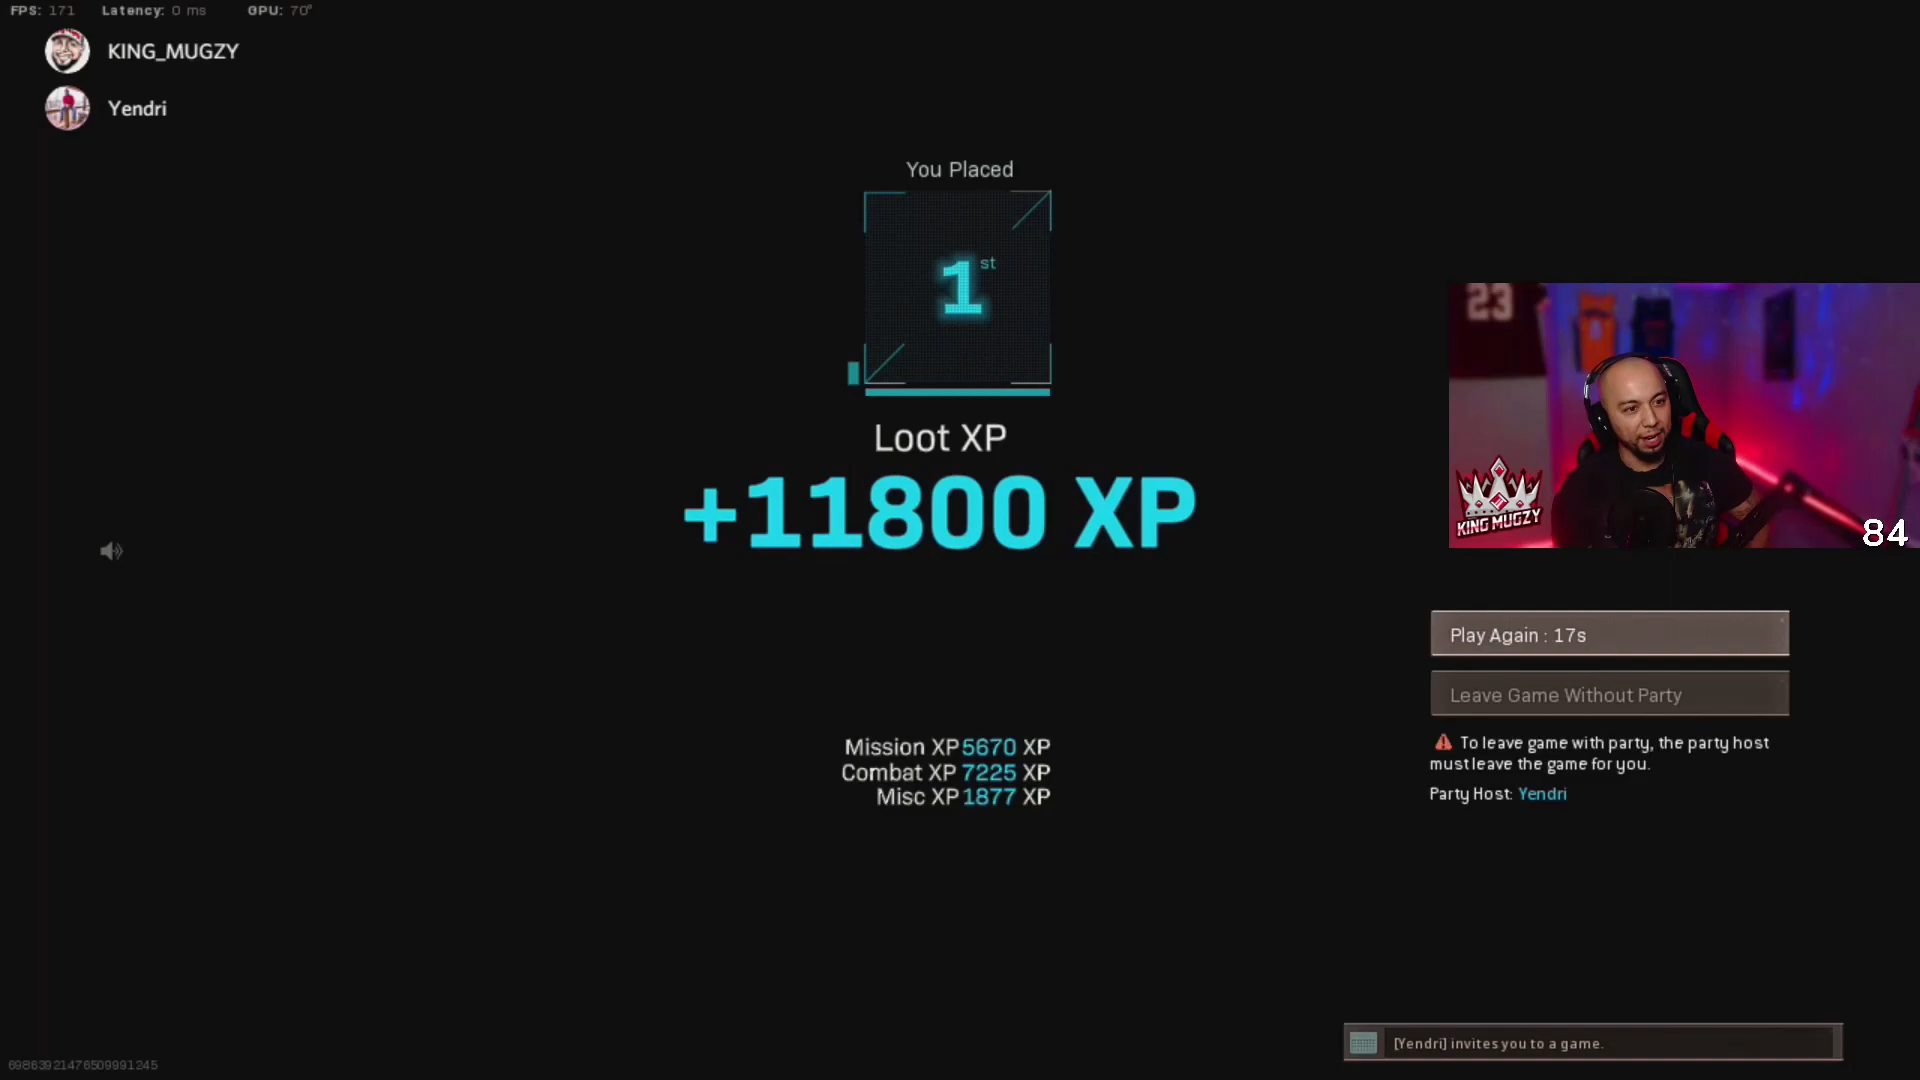 FPS: 171 Latency: 0 ms GPU: 70°
KING_MUGZY
Yendri
You Placed
1st
23
Loot XP
+11800 XP
KING MUGZY
84
Play Again : 17s
Leave Game Without Party
To leave game with party, the party host
must leave the game for you.
Party Host: Yendri
Mission XP 5670 XP
Combat XP 7225 XP
Misc XP 1877 XP
[Yendri] invites you to a game.
69863921476509991245